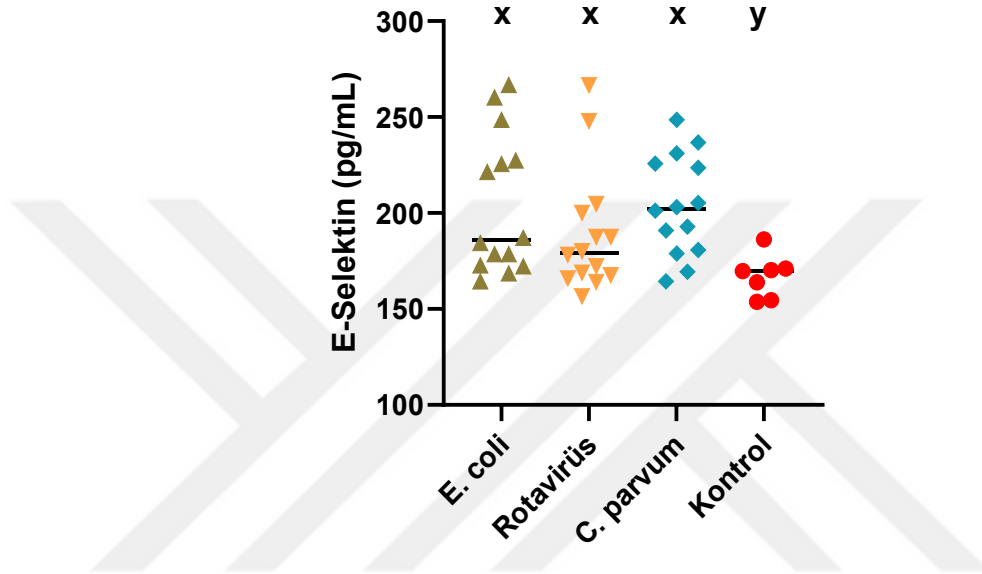 x x x y
300
250
200
150
100
E-Selektin (pg/mL)
E. coli
Rotavirüs
C. parvum
Kontrol